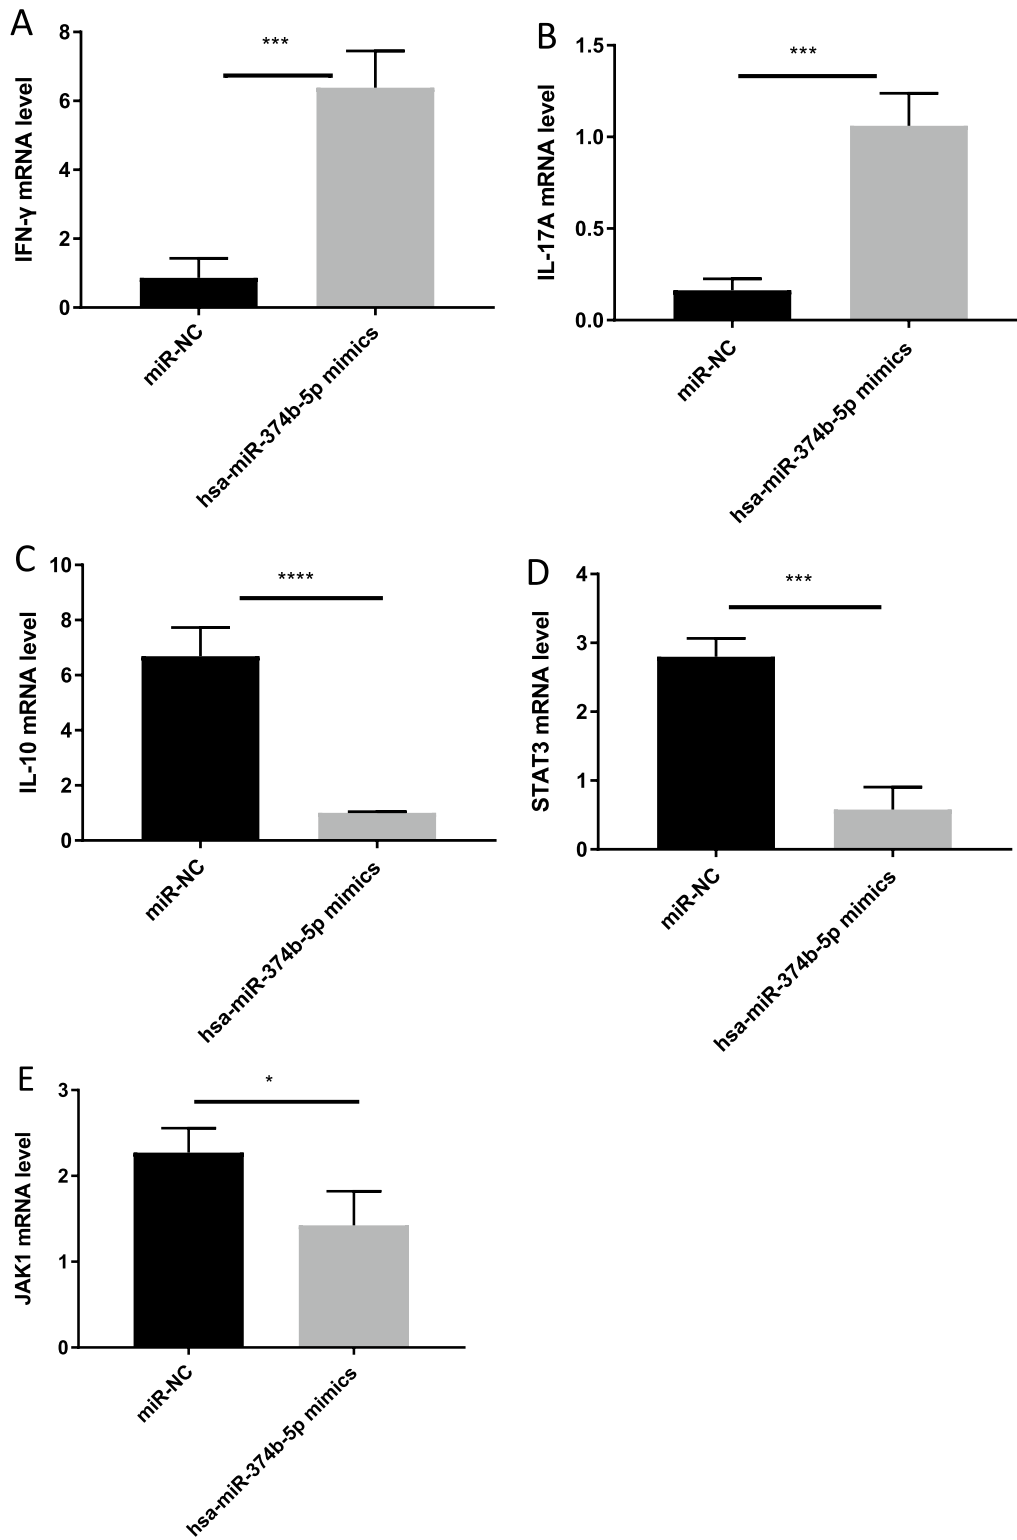 A
IFN-γ mRNA level
8
6
4
2
0
***
miR-NC
hsa-miR-374b-5p mimics
B
IL-17A mRNA level
1.5
1.0
0.5
0.0
***
miR-NC
hsa-miR-374b-5p mimics
C
IL-10 mRNA level
10
8
6
4
2
0
****
miR-NC
hsa-miR-374b-5p mimics
D
STAT3 mRNA level
4
3
2
1
0
***
miR-NC
hsa-miR-374b-5p mimics
E
JAK1 mRNA level
3
2
1
0
*
miR-NC
hsa-miR-374b-5p mimics